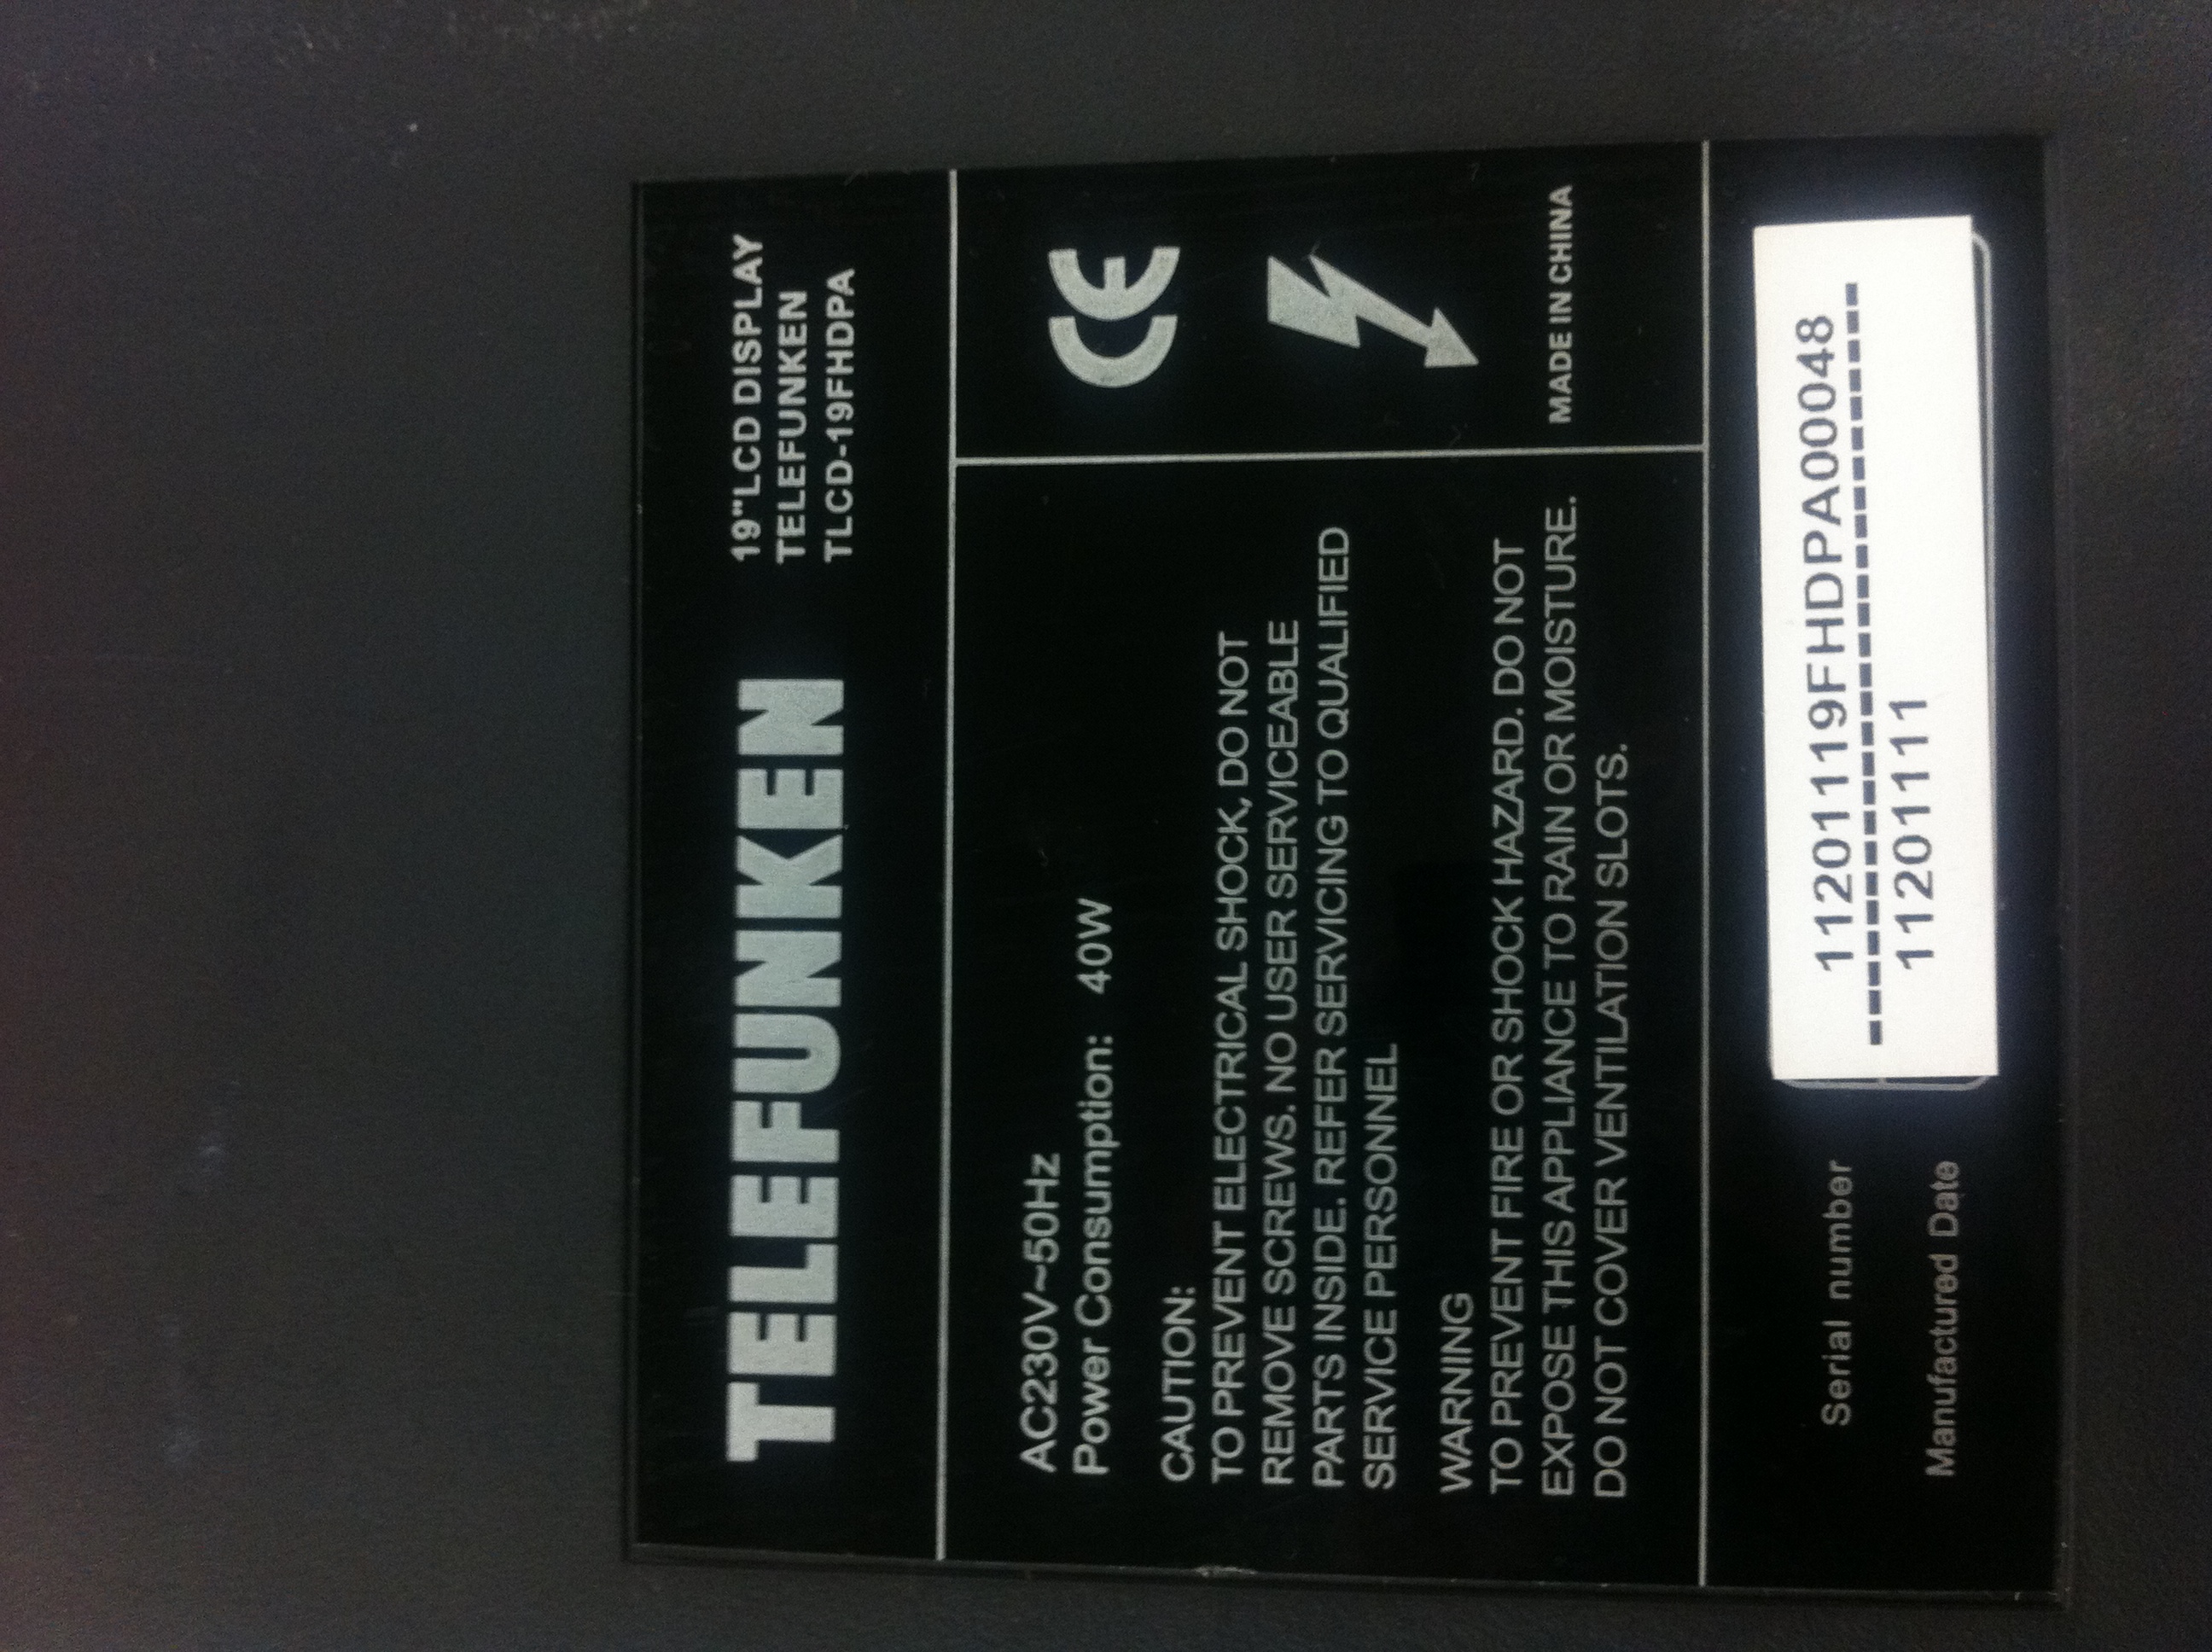 TELEFUNKEN
19"LCD DISPLAY
TELEFUNKEN
TLCD-19FHDPA
AC230V~50Hz
Power Consumption: 40W
CAUTION:
TO PREVENT ELECTRICAL SHOCK, DO NOT
REMOVE SCREWS. NO USER SERVICEABLE
PARTS INSIDE. REFER SERVICING TO QUALIFIED
SERVICE PERSONNEL
WARNING
TO PREVENT FIRE OR SHOCK HAZARD. DO NOT
EXPOSE THIS APPLIANCE TO RAIN OR MOISTURE.
DO NOT COVER VENTILATION SLOTS.
CE
MADE IN CHINA
Serial number
11201119FHDPA00048
Manufactured Date
11201111